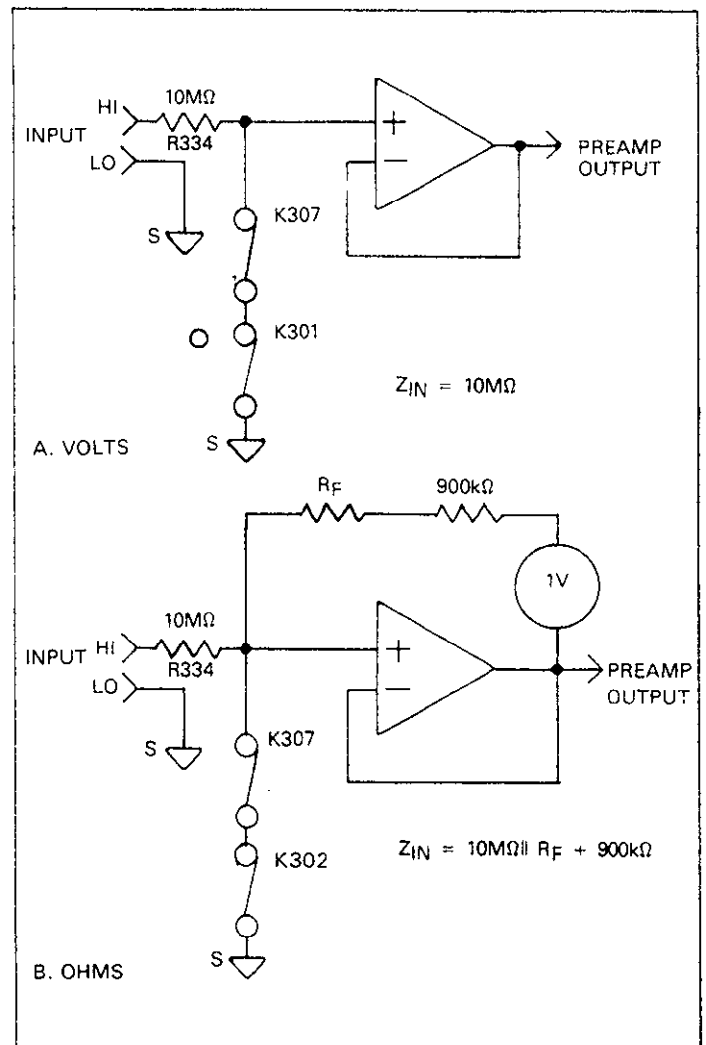 HI
10MΩ
INPUT
R334
+
LO
−
PREAMP
OUTPUT
K307
S
K301
ZIN = 10MΩ
S
A. VOLTS
RF
900kΩ
1V
10MΩ
INPUT HI
R334
+
LO
−
PREAMP
OUTPUT
K307
S
K302
ZIN = 10MΩ‖ RF + 900kΩ
S
B. OHMS